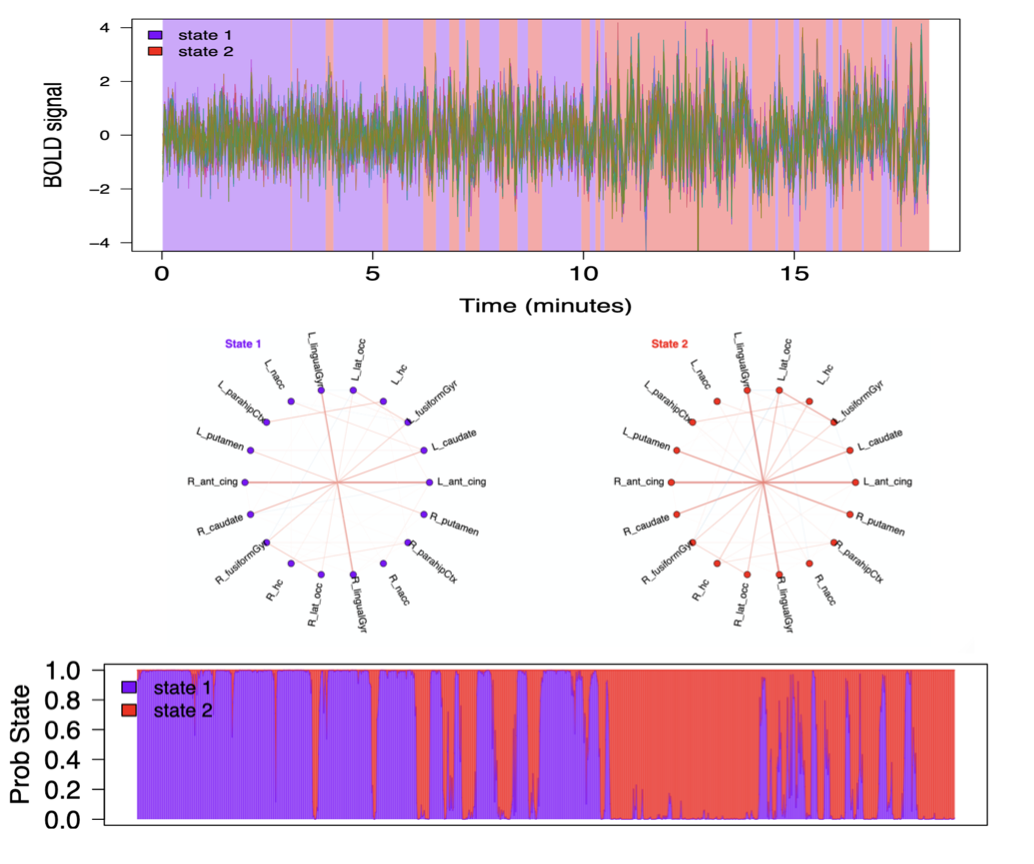 4
2
0
−2
−4
BOLD signal
state 1
state 2
0 5 10 15
Time (minutes)
State 1
L_lingualGyr
L_lat_occ
L_hc
L_nacc
L_fusiformGyr
L_parahipCtx
L_caudate
L_putamen
L_ant_cing
R_ant_cing
R_putamen
R_caudate
R_parahipCtx
R_fusiformGyr
R_nacc
R_hc
R_lat_occ
R_lingualGyr
State 2
L_lingualGyr
L_lat_occ
L_hc
L_nacc
L_fusiformGyr
L_parahipCtx
L_caudate
L_putamen
L_ant_cing
R_ant_cing
R_putamen
R_caudate
R_parahipCtx
R_fusiformGyr
R_nacc
R_hc
R_lat_occ
R_lingualGyr
1.0
0.8
0.6
0.4
0.2
0.0
Prob State
state 1
state 2